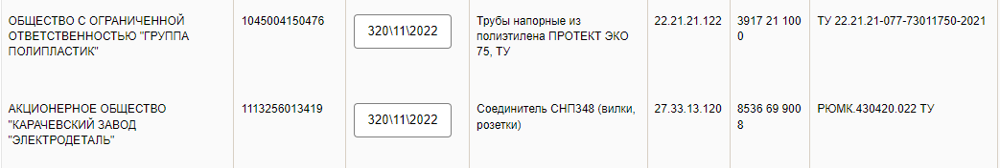 ОБЩЕСТВО С ОГРАНИЧЕННОЙ ОТВЕТСТВЕННОСТЬЮ "ГРУППА ПОЛИПЛАСТИК"
1045004150476
320\11\2022
Трубы напорные из полиэтилена ПРОТЕКТ ЭКО 75, ТУ
22.21.21.122
3917 21 100 0
ТУ 22.21.21-077-73011750-2021
АКЦИОНЕРНОЕ ОБЩЕСТВО "КАРАЧЕВСКИЙ ЗАВОД "ЭЛЕКТРОДЕТАЛЬ"
1113256013419
320\11\2022
Соединитель СНП348 (вилки, розетки)
27.33.13.120
8536 69 900 8
РЮМК.430420.022 ТУ